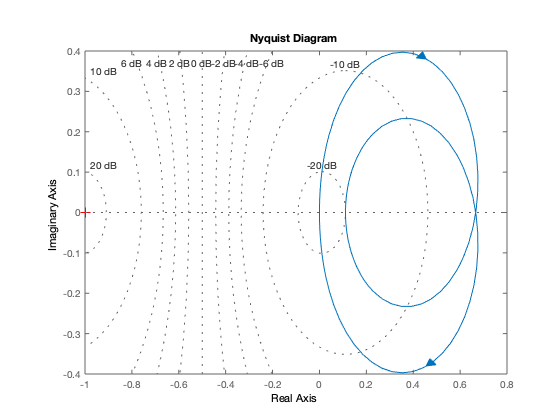 Nyquist Diagram
0.4
6 dB 4 dB 2 dB 0 dB -2 dB -4 dB -6 dB -10 dB
10 dB
0.3
0.2
20 dB -20 dB
0.1
Imaginary Axis
0
-0.1
-0.2
-0.3
-0.4
-1 -0.8 -0.6 -0.4 -0.2 0 0.2 0.4 0.6 0.8
Real Axis